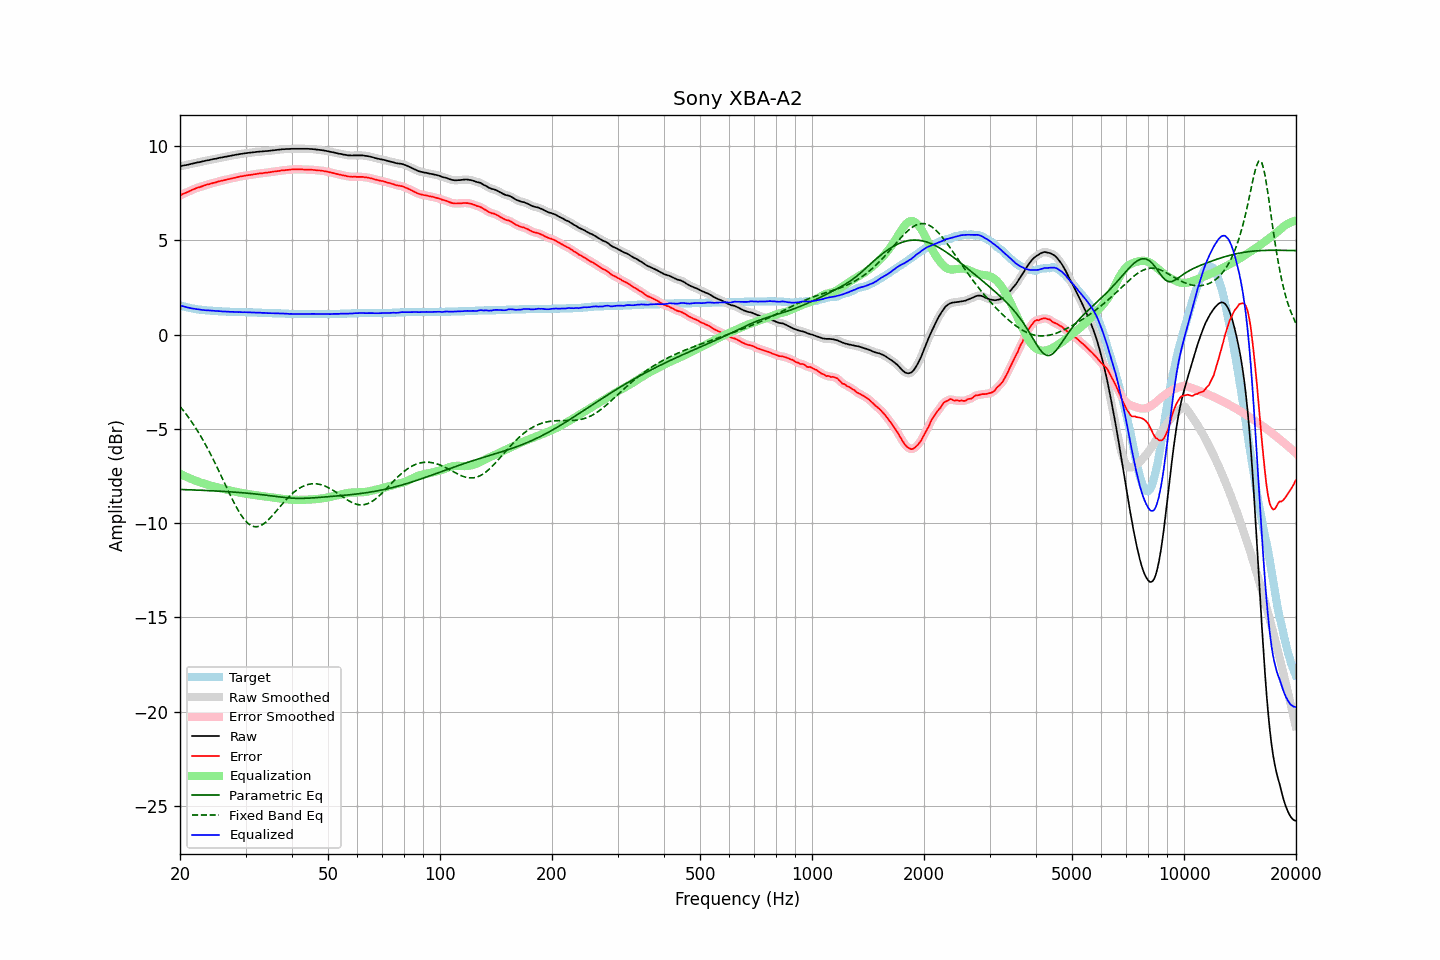 Sony XBA-A2
Amplitude (dBr)
10
5
0
−5
−10
−15
−20
−25
Target
Raw Smoothed
Error Smoothed
Raw
Error
Equalization
Parametric Eq
Fixed Band Eq
Equalized
20 50 100 200 500 1000 2000 5000 10000 20000
Frequency (Hz)